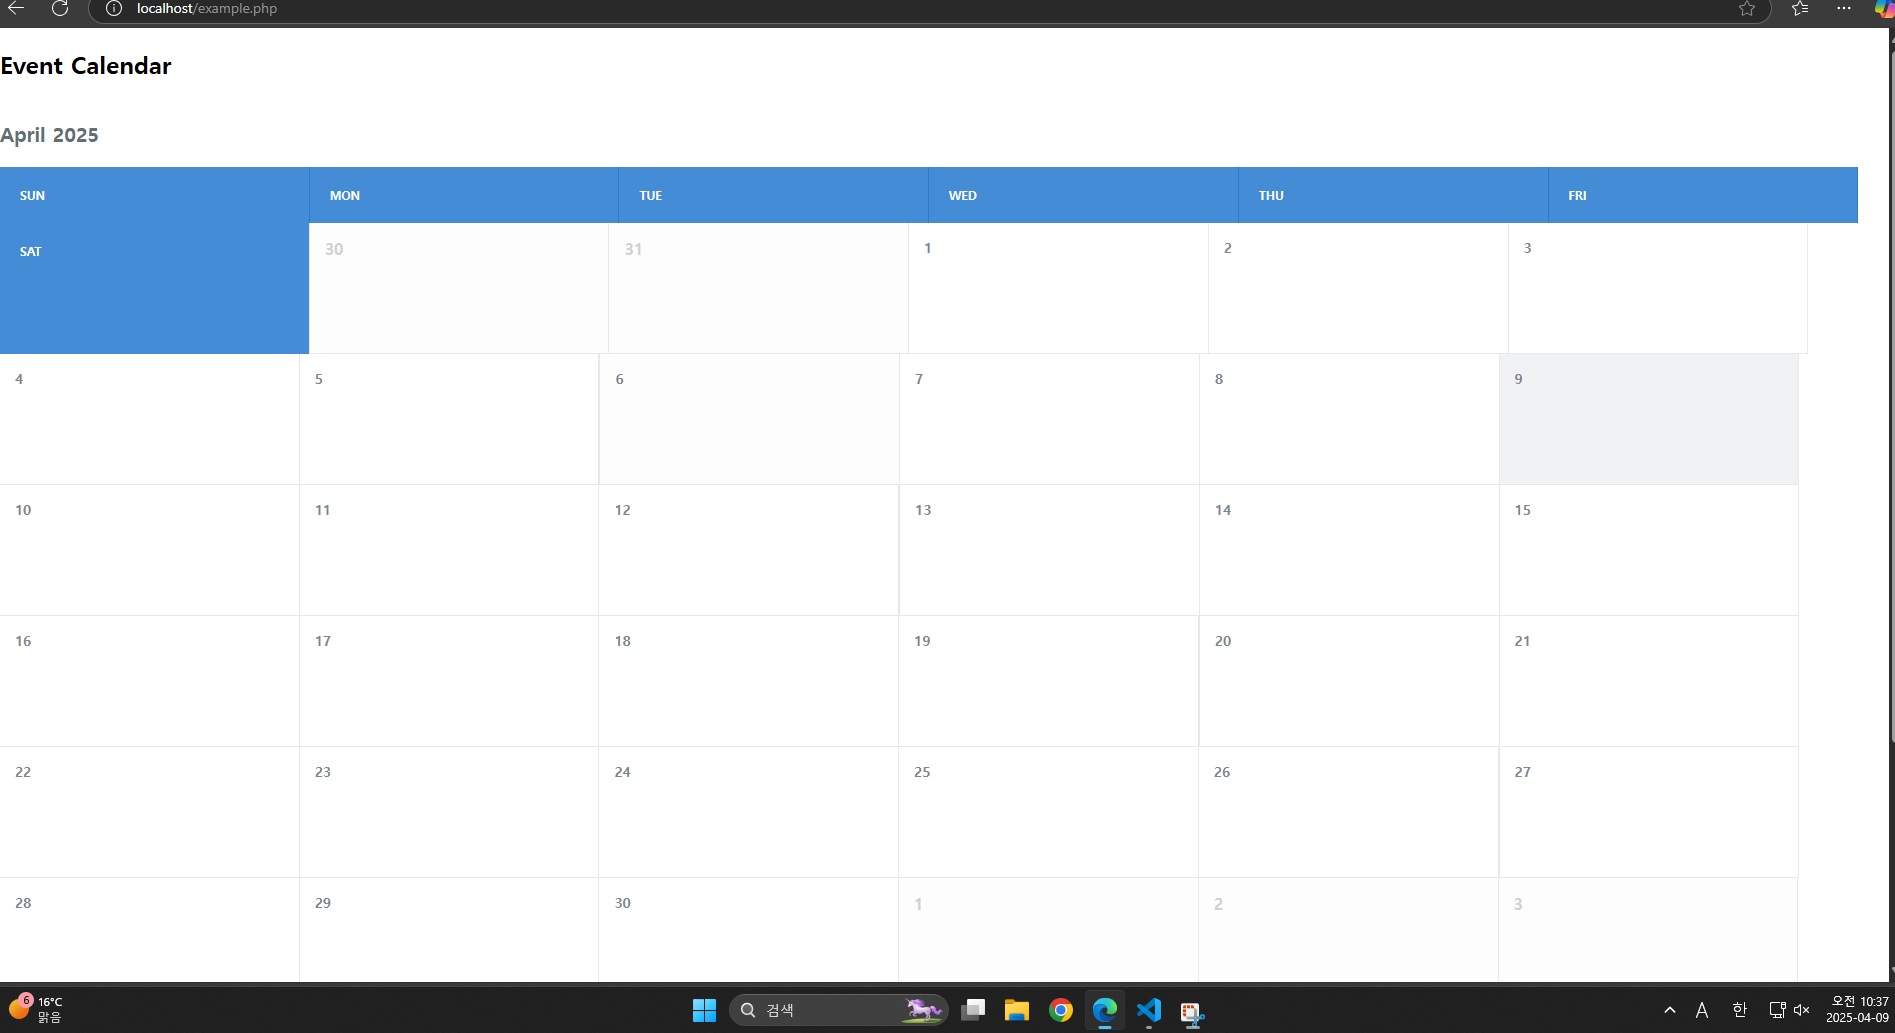 localhost/example.php
Event Calendar
April 2025
SUN MON TUE WED THU FRI
SAT 30 31 1 2 3
4 5 6 7 8 9
10 11 12 13 14 15
16 17 18 19 20 21
22 23 24 25 26 27
28 29 30 1 2 3
6 16°C
맑음
검색
A 한
오전 10:37
2025-04-09